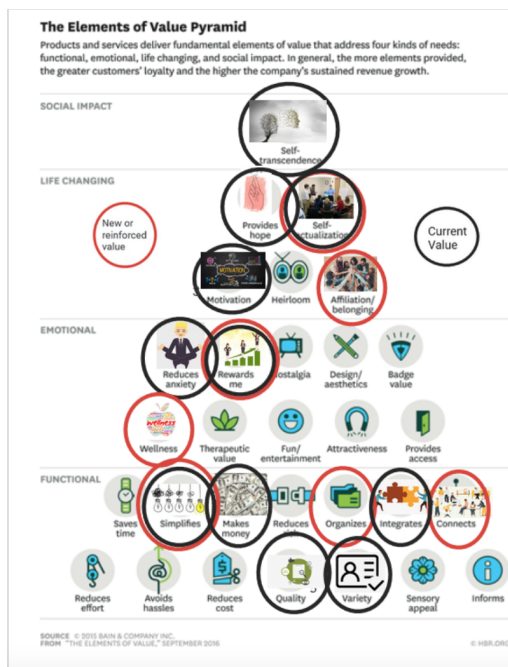 The Elements of Value Pyramid
Products and services deliver fundamental elements of value that address four kinds of needs:
functional, emotional, life changing, and social impact. In general, the more elements provided,
the greater customers' loyalty and the higher the company's sustained revenue growth.
SOCIAL IMPACT
Self-
transcendence
LIFE CHANGING
New or
reinforced
value
Provides
hope
Self-
actualization
Current
Value
MOTIVATION
Motivation
Heirloom
Affiliation/
belonging
EMOTIONAL
Reduces
anxiety
Rewards
me
Nostalgia
Design/
aesthetics
Badge
value
wellness
Wellness
Therapeutic
value
Fun/
entertainment
Attractiveness
Provides
access
FUNCTIONAL
Saves
time
Simplifies
Makes
money
Reduces
Organizes
Integrates
Connects
Reduces
effort
Avoids
hassles
Reduces
cost
Quality
Variety
Sensory
appeal
Informs
SOURCE © 2015 BAIN & COMPANY INC.
FROM "THE ELEMENTS OF VALUE," SEPTEMBER 2016
© HBR.ORG